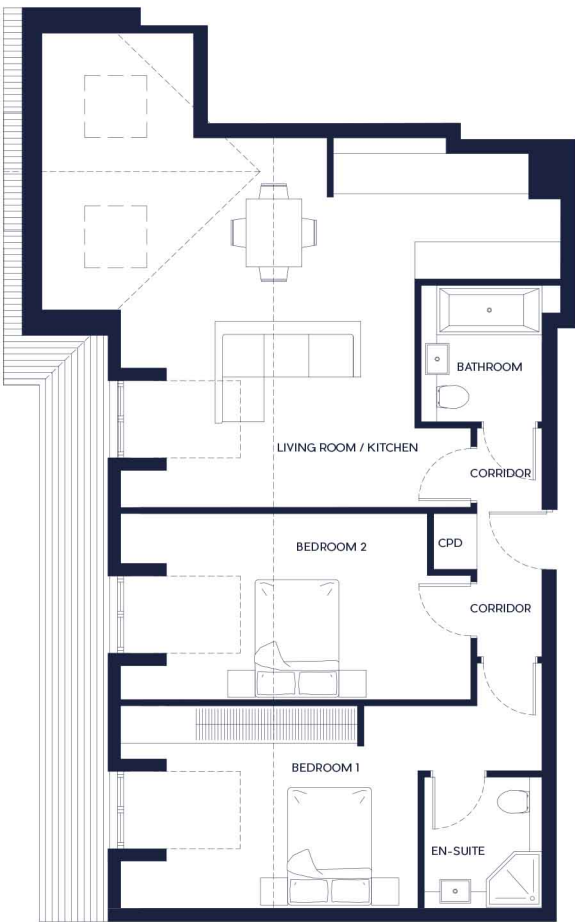 BATHROOM
LIVING ROOM / KITCHEN
CORRIDOR
BEDROOM 2
CPD
CORRIDOR
BEDROOM 1
EN-SUITE